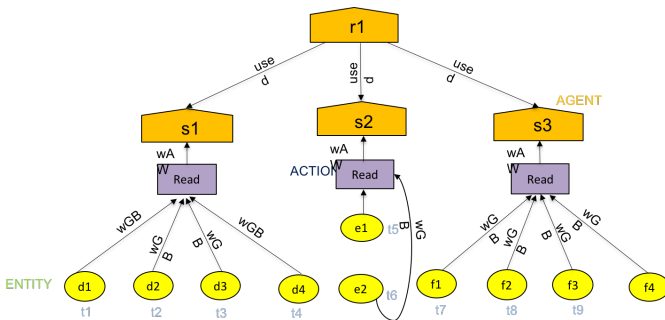 r1
use
d
use
d
use
d
AGENT
s1
s2
s3
wA
W
wA
W
wA
W
ACTION
Read
Read
Read
wGB
wG
B
wG
B
wGB
wG
B
wG
B
wG
B
wG
B
wG
B
e1
t5
ENTITY
d1
d2
d3
d4
e2
f1
f2
f3
f4
t1
t2
t3
t4
t6
t7
t8
t9